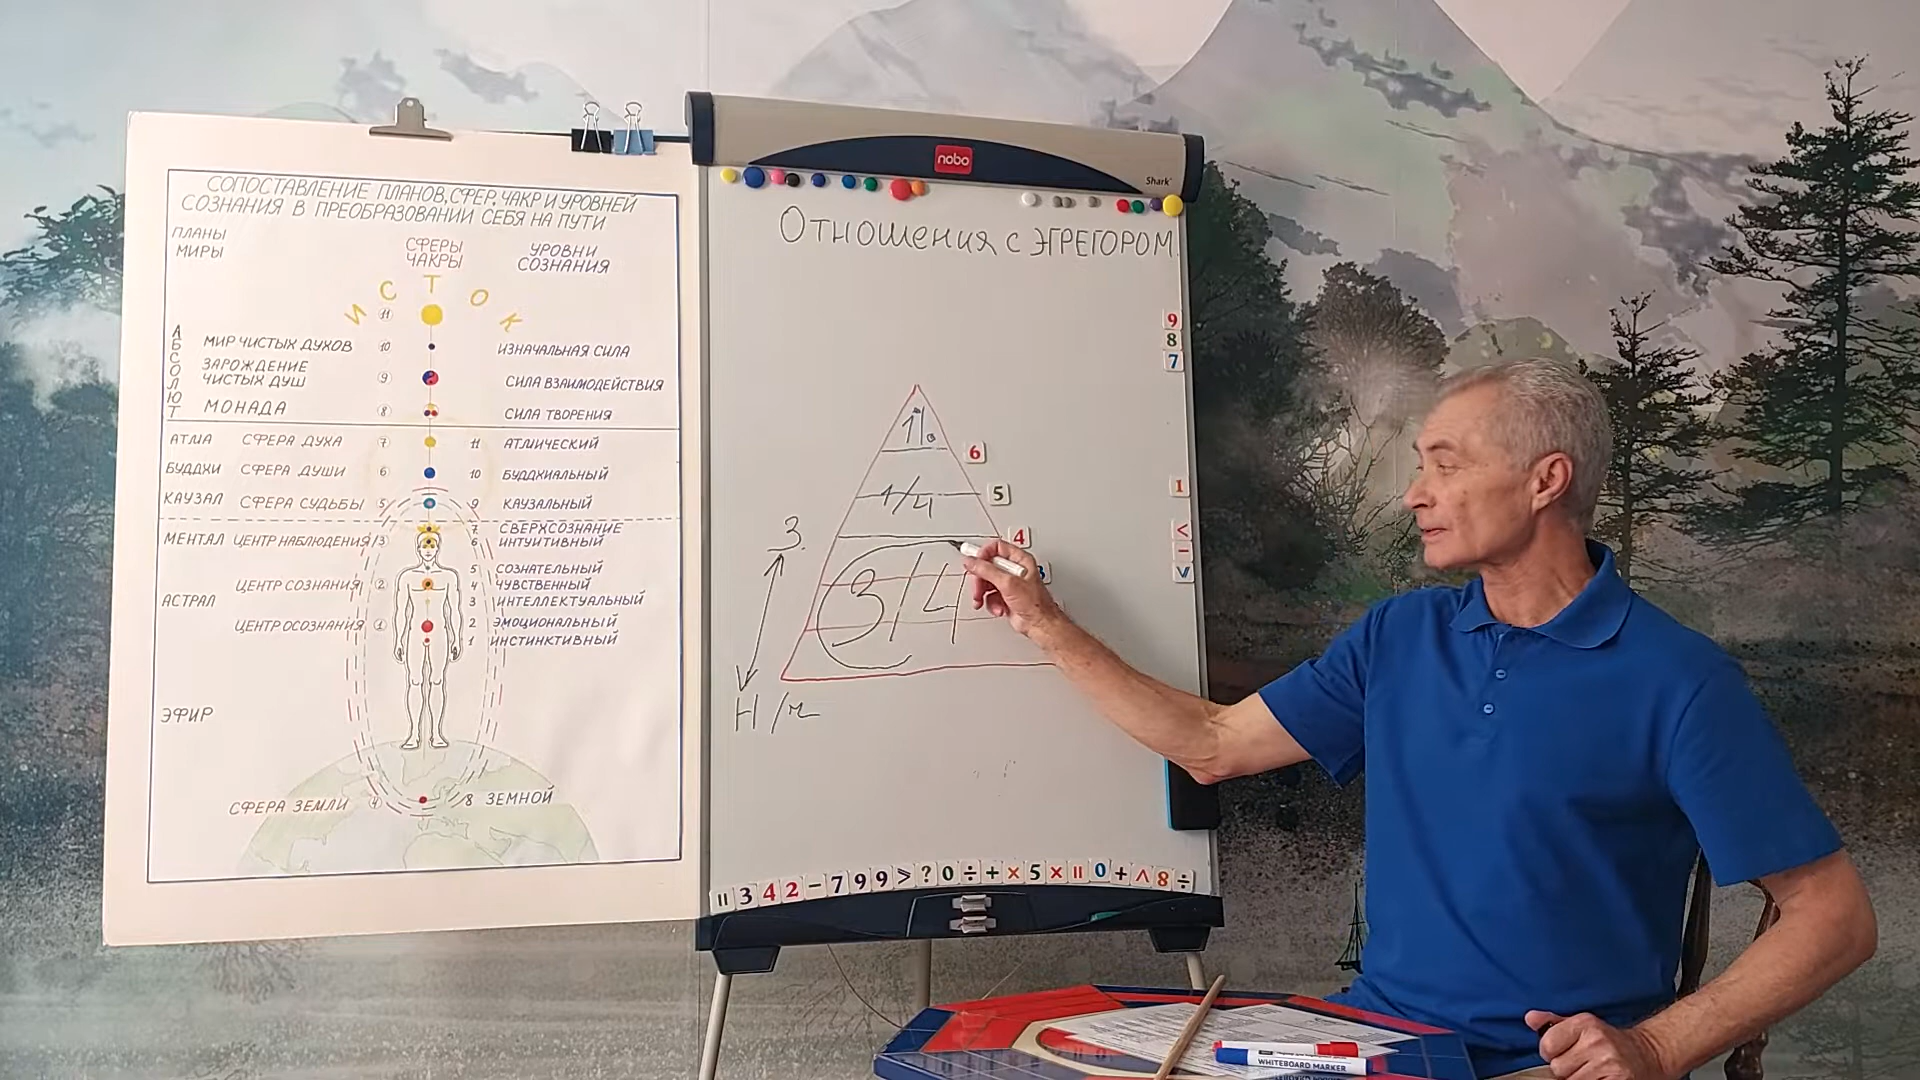 СОПОСТАВЛЕНИЕ ПЛАНОВ, СФЕР, ЧАКР И УРОВНЕЙ
СОЗНАНИЯ В ПРЕОБРАЗОВАНИИ СЕБЯ НА ПУТИ
ПЛАНЫ
МИРЫ
СФЕРЫ
ЧАКРЫ
УРОВНИ
СОЗНАНИЯ
ИСТОК
11
АБСОЛЮТ
МИР ЧИСТЫХ ДУХОВ 10 ИЗНАЧАЛЬНАЯ СИЛА
ЗАРОЖДЕНИЕ
ЧИСТЫХ ДУШ 9 СИЛА ВЗАИМОДЕЙСТВИЯ
МОНАДА 8 СИЛА ТВОРЕНИЯ
АТМА СФЕРА ДУХА 7 11 АТМИЧЕСКИЙ
БУДДХИ СФЕРА ДУШИ 6 10 БУДДХИАЛЬНЫЙ
КАУЗАЛ СФЕРА СУДЬБЫ 5 9 КАУЗАЛЬНЫЙ
7 СВЕРХСОЗНАНИЕ
МЕНТАЛ ЦЕНТР НАБЛЮДЕНИЯ 3 6 ИНТУИТИВНЫЙ
5 СОЗНАТЕЛЬНЫЙ
ЦЕНТР СОЗНАНИЯ 2 4 ЧУВСТВЕННЫЙ
АСТРАЛ 3 ИНТЕЛЛЕКТУАЛЬНЫЙ
ЦЕНТР ОСОЗНАНИЯ 1 2 ЭМОЦИОНАЛЬНЫЙ
1 ИНСТИНКТИВНЫЙ
ЭФИР
СФЕРА ЗЕМЛИ 4 8 ЗЕМНОЙ
nobo
Shark
Отношения с ЭГРЕГОРОМ.
9
8
7
1%
6
1/4
5
1
З.
4
<
3/4
3
–
Н/ч
= 3 4 2 – 7 9 9 > ? 0 ÷ + × 5 × = 0 + ^ 8 ÷
WHITEBOARD MARKER